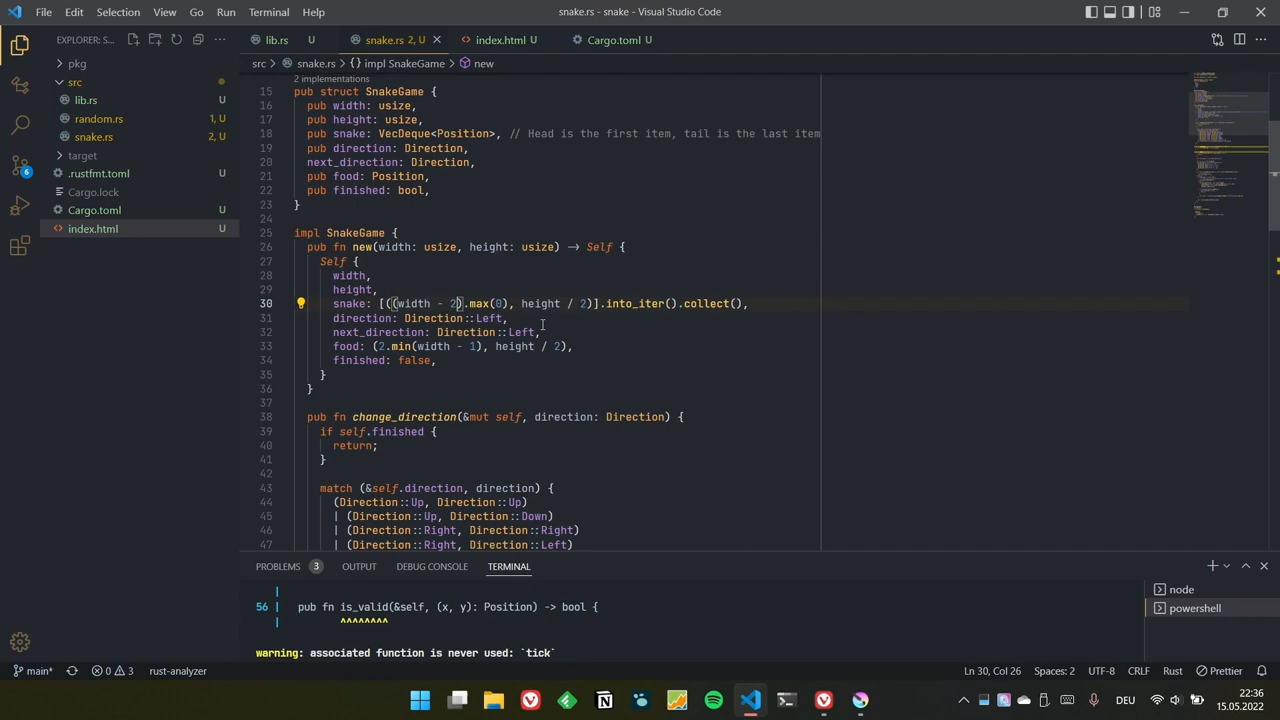 File Edit Selection View Go Run Terminal Help
snake.rs - snake - Visual Studio Code
EXPLORER: S...
lib.rs U
snake.rs 2, U
index.html U
Cargo.toml U
src > snake.rs > impl SnakeGame > new
pkg
src
lib.rs U
random.rs 1, U
snake.rs 2, U
target
.rustfmt.toml U
Cargo.lock
Cargo.toml U
index.html U
6
2 implementations
15 pub struct SnakeGame {
16 pub width: usize,
17 pub height: usize,
18 pub snake: VecDeque<Position>, // Head is the first item, tail is the last item
19 pub direction: Direction,
20 next_direction: Direction,
21 pub food: Position,
22 pub finished: bool,
23 }
24
25 impl SnakeGame {
26 pub fn new(width: usize, height: usize) -> Self {
27 Self {
28 width,
29 height,
30 snake: [((width - 2).max(0), height / 2)].into_iter().collect(),
31 direction: Direction::Left,
32 next_direction: Direction::Left,
33 food: (2.min(width - 1), height / 2),
34 finished: false,
35 }
36 }
37
38 pub fn change_direction(&mut self, direction: Direction) {
39 if self.finished {
40 return;
41 }
42
43 match (&self.direction, direction) {
44 (Direction::Up, Direction::Up)
45 | (Direction::Up, Direction::Down)
46 | (Direction::Right, Direction::Right)
47 | (Direction::Right, Direction::Left)
PROBLEMS 3 OUTPUT DEBUG CONSOLE TERMINAL
|
56 | pub fn is_valid(&self, (x, y): Position) -> bool {
| ^^^^^^^^
warning: associated function is never used: `tick`
node
powershell
main* 0 3 rust-analyzer
Ln 30, Col 26 Spaces: 2 UTF-8 CRLF Rust Prettier
DEU
22:36
15.05.2022